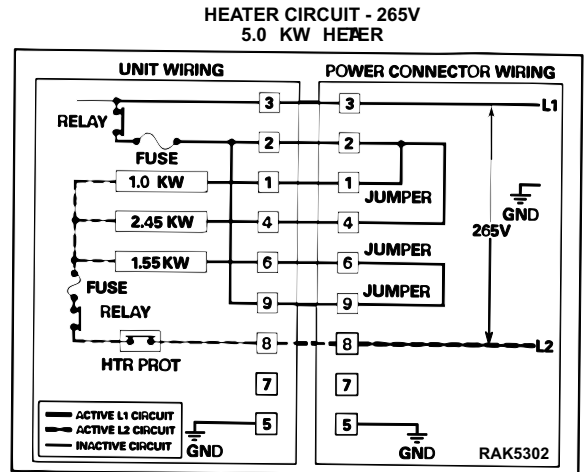 HEATER CIRCUIT - 265V
5.0 KW HETER
UNIT WIRING
POWER CONNECTOR WIRING
3
3
L1
RELAY
2
2
FUSE
1.0 KW
1
1
JUMPER
GND
2.45 KW
4
4
265V
JUMPER
1.55 KW
6
6
FUSE
9
9
JUMPER
RELAY
8
8
L2
HTR PROT
7
7
ACTIVE L1 CIRCUIT
ACTIVE L2 CIRCUIT
INACTIVE CIRCUIT
5
5
GND
GND
RAK5302